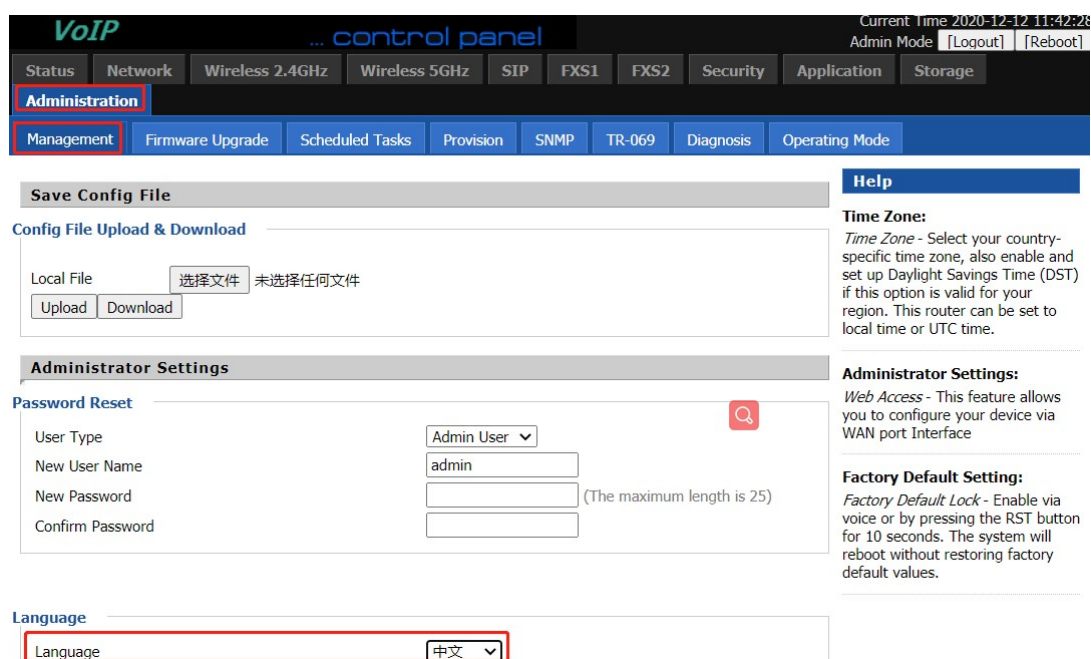 VoIP
... control panel
Current Time 2020-12-12 11:42:28
Admin Mode [Logout] [Reboot]
Status Network Wireless 2.4GHz Wireless 5GHz SIP FXS1 FXS2 Security Application Storage
Administration
Management Firmware Upgrade Scheduled Tasks Provision SNMP TR-069 Diagnosis Operating Mode
Save Config File
Config File Upload & Download
Local File 选择文件 未选择任何文件
Upload Download
Administrator Settings
Password Reset
User Type Admin User
New User Name admin
New Password (The maximum length is 25)
Confirm Password
Language
Language 中文
Help
Time Zone:
Time Zone - Select your country-
specific time zone, also enable and
set up Daylight Savings Time (DST)
if this option is valid for your
region. This router can be set to
local time or UTC time.
Administrator Settings:
Web Access - This feature allows
you to configure your device via
WAN port Interface
Factory Default Setting:
Factory Default Lock - Enable via
voice or by pressing the RST button
for 10 seconds. The system will
reboot without restoring factory
default values.